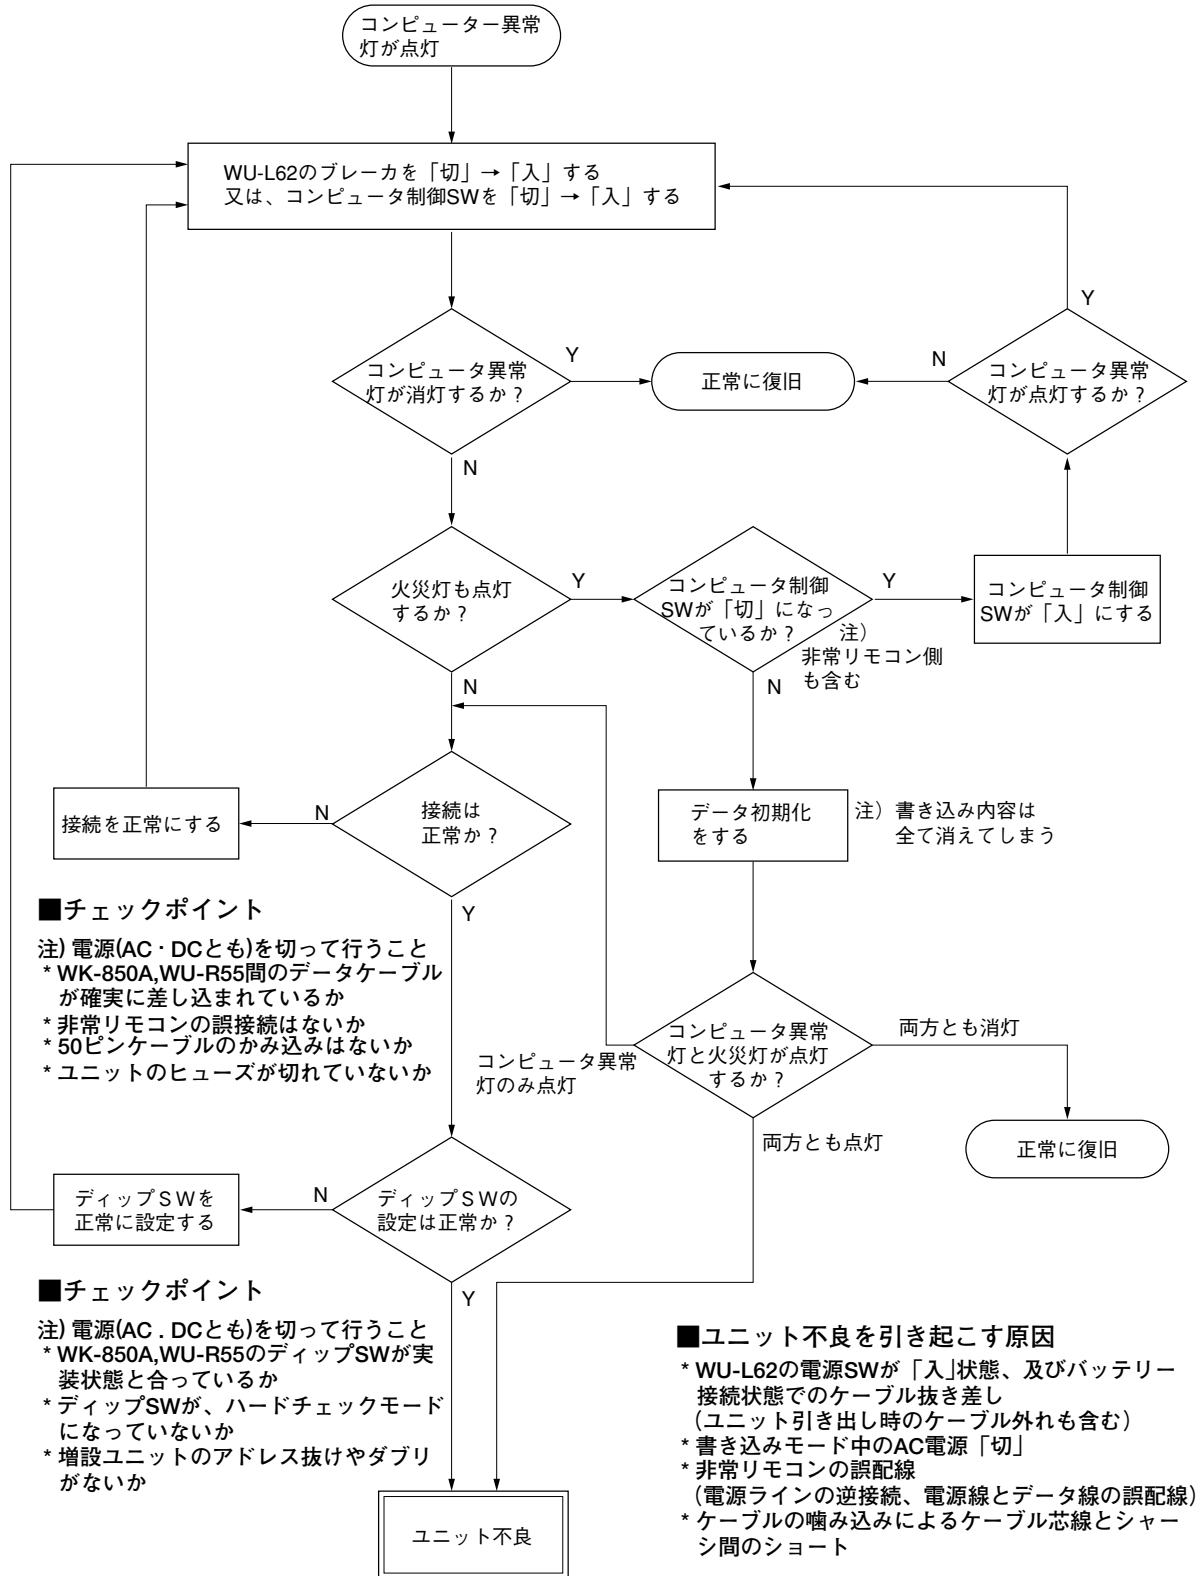 コンピューター異常
灯が点灯
WU-L62のブレーカを「切」→「入」する
又は、コンピュータ制御SWを「切」→「入」する
コンピュータ異常
灯が消灯するか？
Y
正常に復旧
N
コンピュータ異常
灯が点灯するか？
Y
N
火災灯も点灯
するか？
Y
コンピュータ制御
SWが「切」になっ
ているか？
Y
注）
非常リモコン側
も含む
コンピュータ制御
SWが「入」にする
N
N
接続は
正常か？
N
接続を正常にする
データ初期化
をする
注）書き込み内容は
全て消えてしまう
Y
■チェックポイント
注) 電源(AC・DCとも)を切って行うこと
* WK-850A,WU-R55間のデータケーブル
が確実に差し込まれているか
* 非常リモコンの誤接続はないか
* 50ピンケーブルのかみ込みはないか
* ユニットのヒューズが切れていないか
コンピュータ異常
灯と火災灯が点灯
するか？
両方とも消灯
コンピュータ異常
灯のみ点灯
両方とも点灯
正常に復旧
ディップＳＷの
設定は正常か？
N
ディップＳＷを
正常に設定する
Y
■チェックポイント
注) 電源(AC . DCとも)を切って行うこと
* WK-850A,WU-R55のディップSWが実
装状態と合っているか
* ディップSWが、ハードチェックモード
になっていないか
* 増設ユニットのアドレス抜けやダブリ
がないか
ユニット不良
■ユニット不良を引き起こす原因
* WU-L62の電源SWが「入」状態、及びバッテリー
接続状態でのケーブル抜き差し
（ユニット引き出し時のケーブル外れも含む）
* 書き込みモード中のAC電源「切」
* 非常リモコンの誤配線
（電源ラインの逆接続、電源線とデータ線の誤配線）
* ケーブルの噛み込みによるケーブル芯線とシャー
シ間のショート